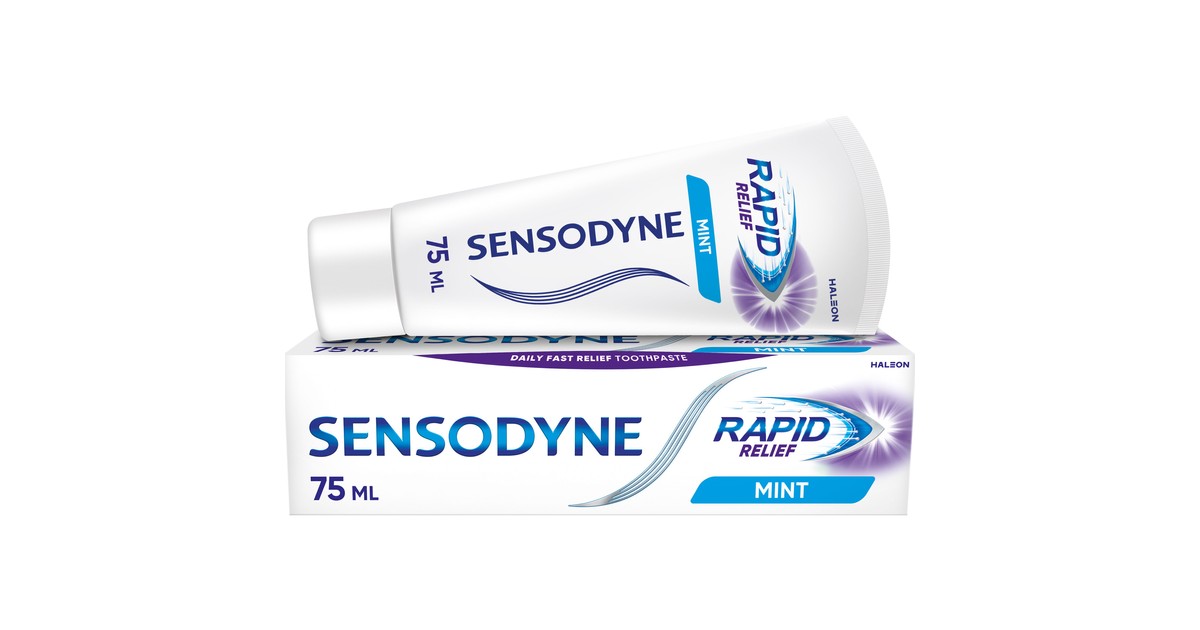 SENSODYNE
75 ML
MINT
RAPID
RELIEF
HALEON
SENSODYNE
75 ML
RAPID
RELIEF
MINT
DAILY FAST RELIEF TOOTHPASTE
HALEON
SENSODYNE
75 ML
RAPID
RELIEF
MINT